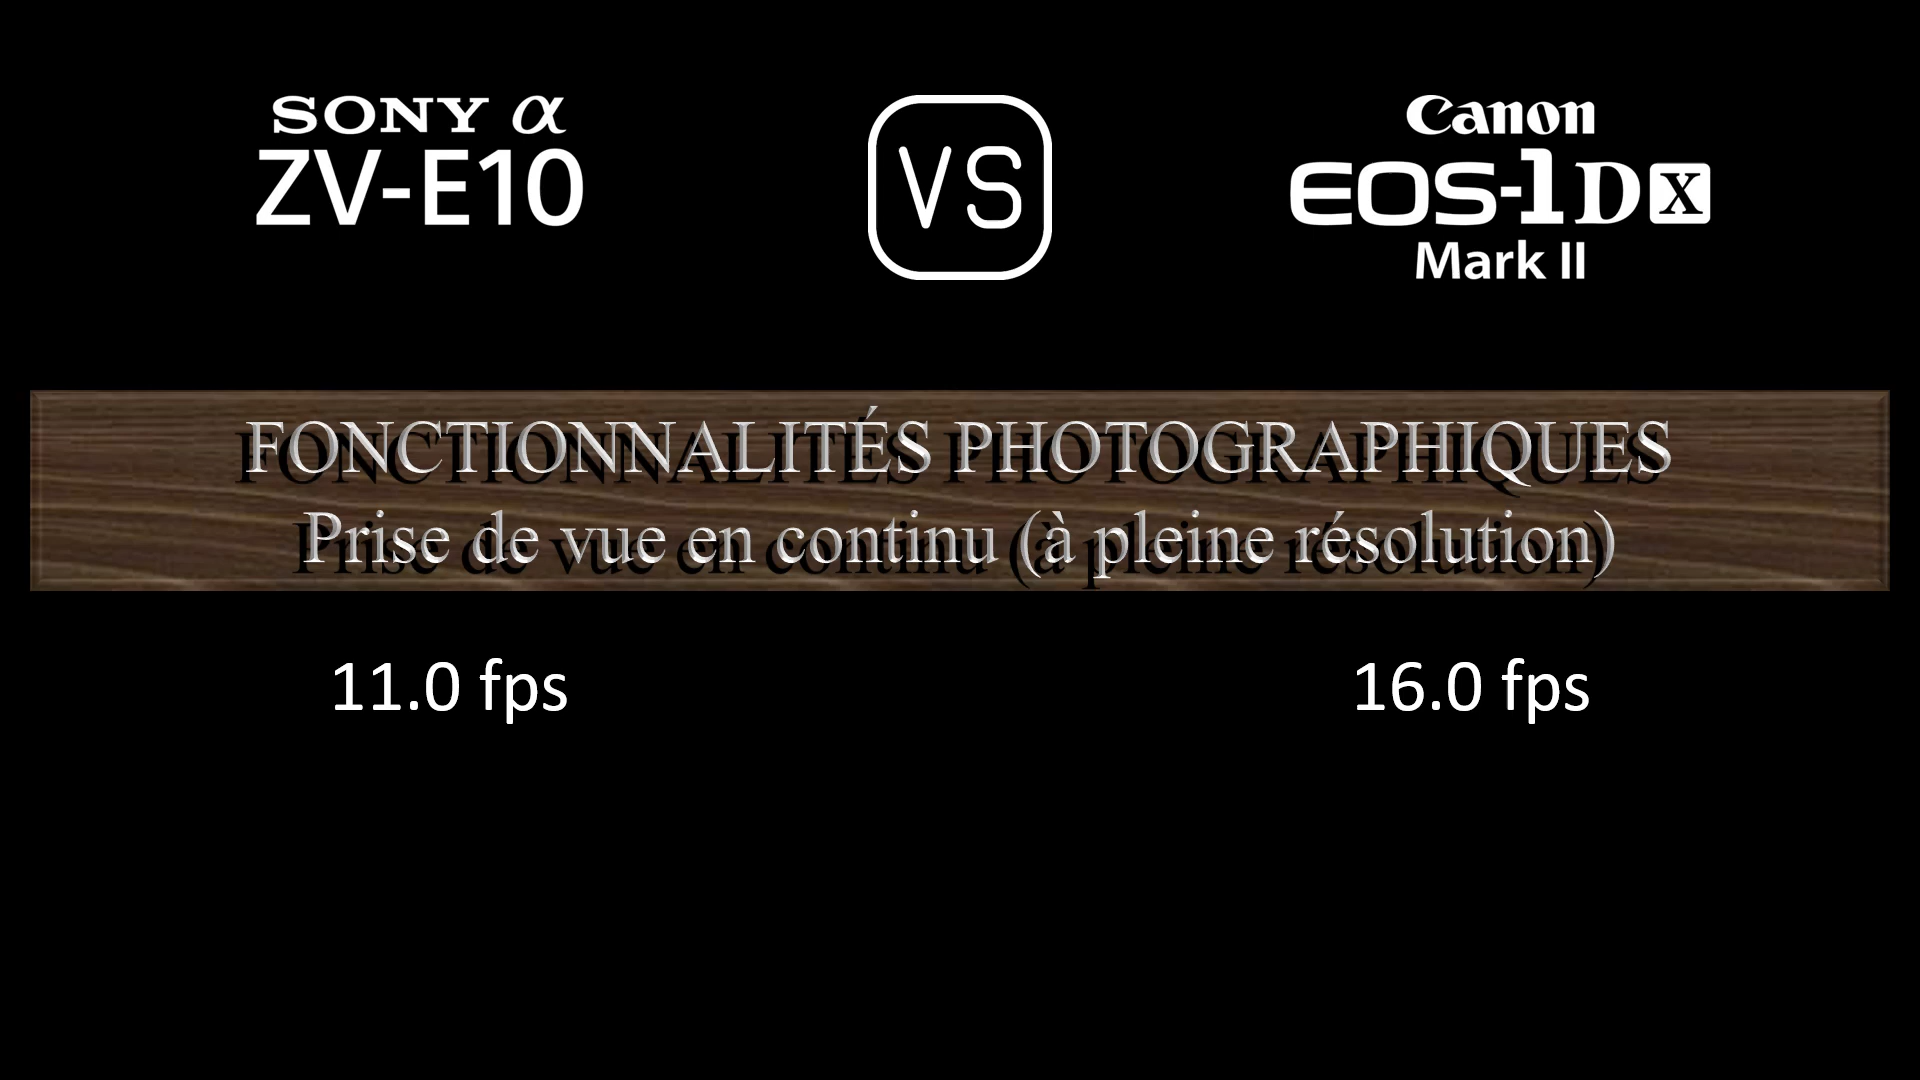 SONY α
ZV-E10
VS
Canon
EOS-1DX
Mark II
FONCTIONNALITÉS PHOTOGRAPHIQUES
Prise de vue en continu (à pleine résolution)
11.0 fps
16.0 fps